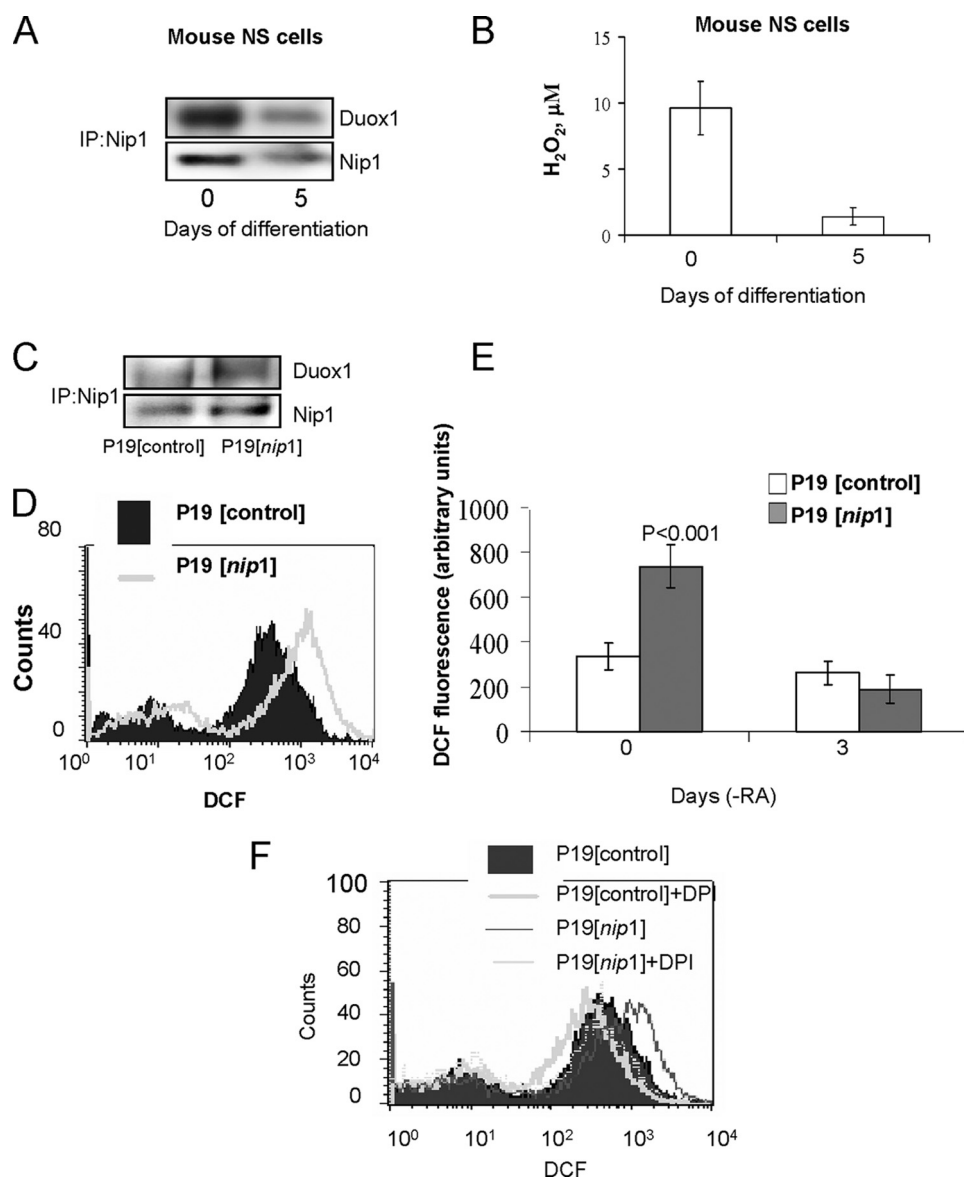 A
Mouse NS cells
IP:Nip1
Duox1
Nip1
0 5
Days of differentiation
B
Mouse NS cells
H2O2, μM
15
10
5
0
0 5
Days of differentiation
C
IP:Nip1
Duox1
Nip1
P19[control] P19[nip1]
D
P19 [control]
P19 [nip1]
Counts
80
40
0
10^0 10^1 10^2 10^3 10^4
DCF
E
P19 [control]
P19 [nip1]
DCF fluorescence (arbitrary units)
1000
800
600
400
200
0
P<0.001
0 3
Days (-RA)
F
P19[control]
P19[control]+DPI
P19[nip1]
P19[nip1]+DPI
Counts
100
80
60
40
20
0
10^0 10^1 10^2 10^3 10^4
DCF